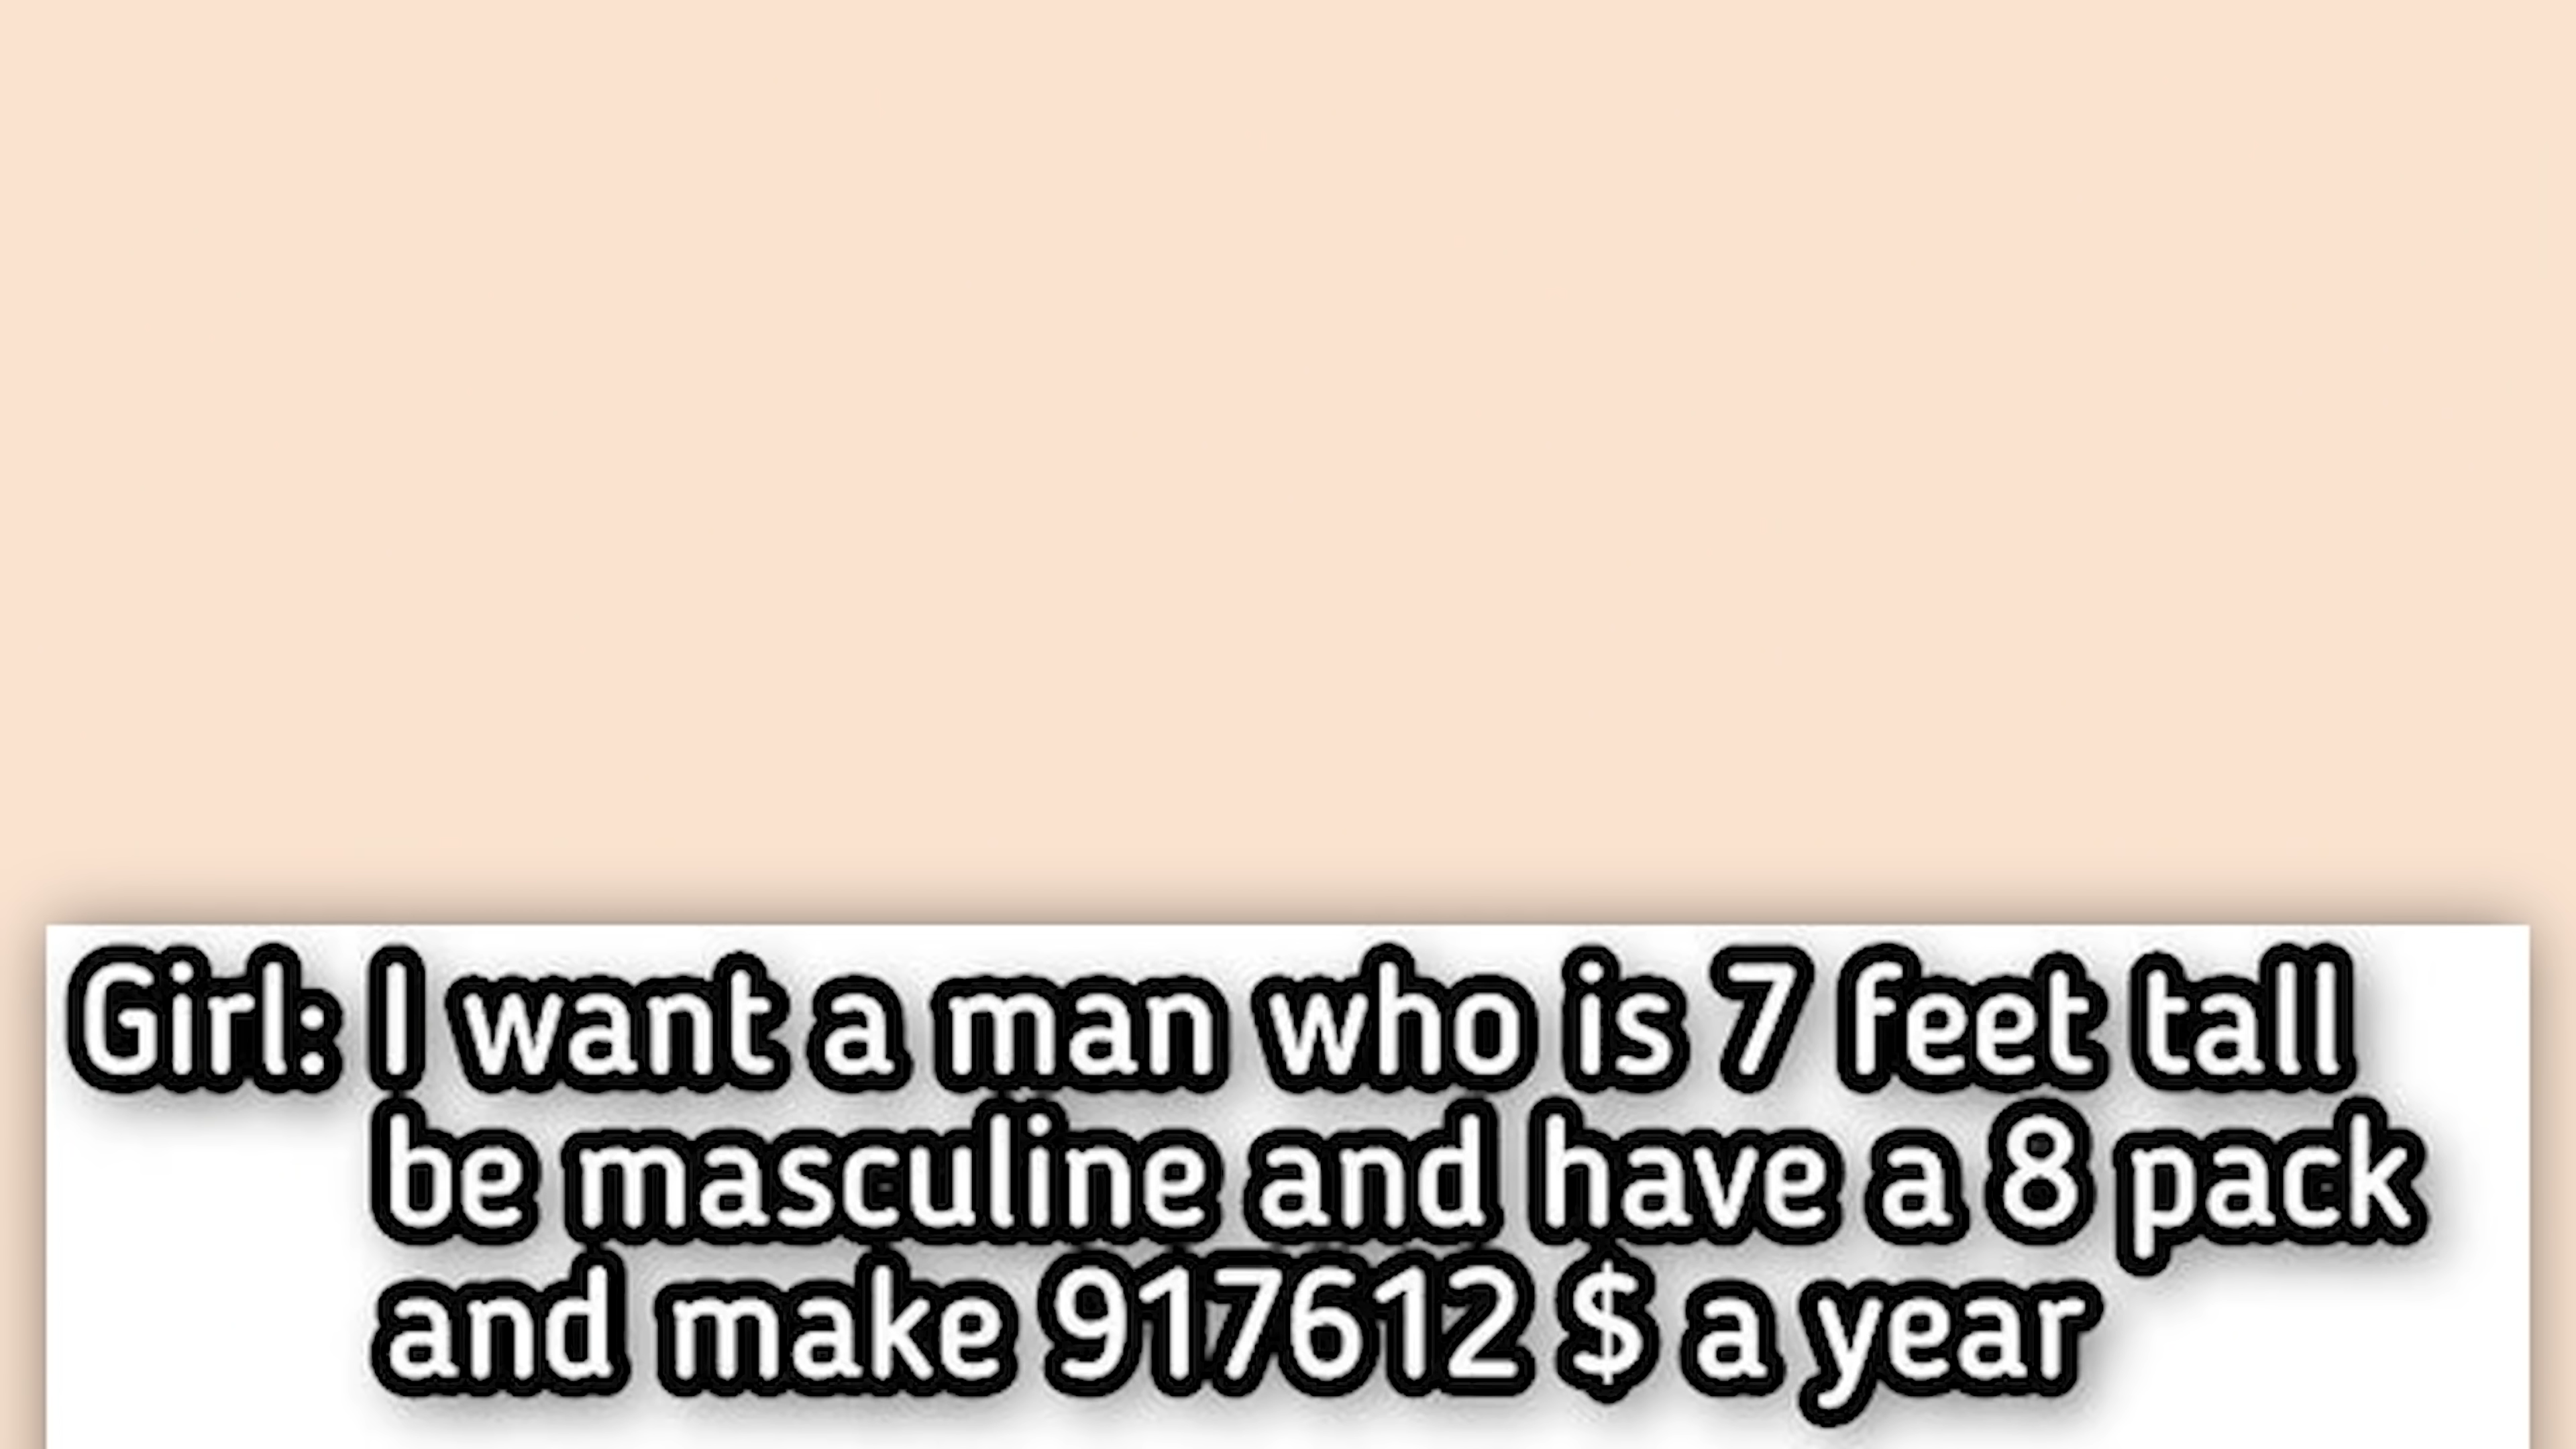 Girl: I want a man who is 7 feet tall
be masculine and have a 8 pack
and make 917612 $ a year